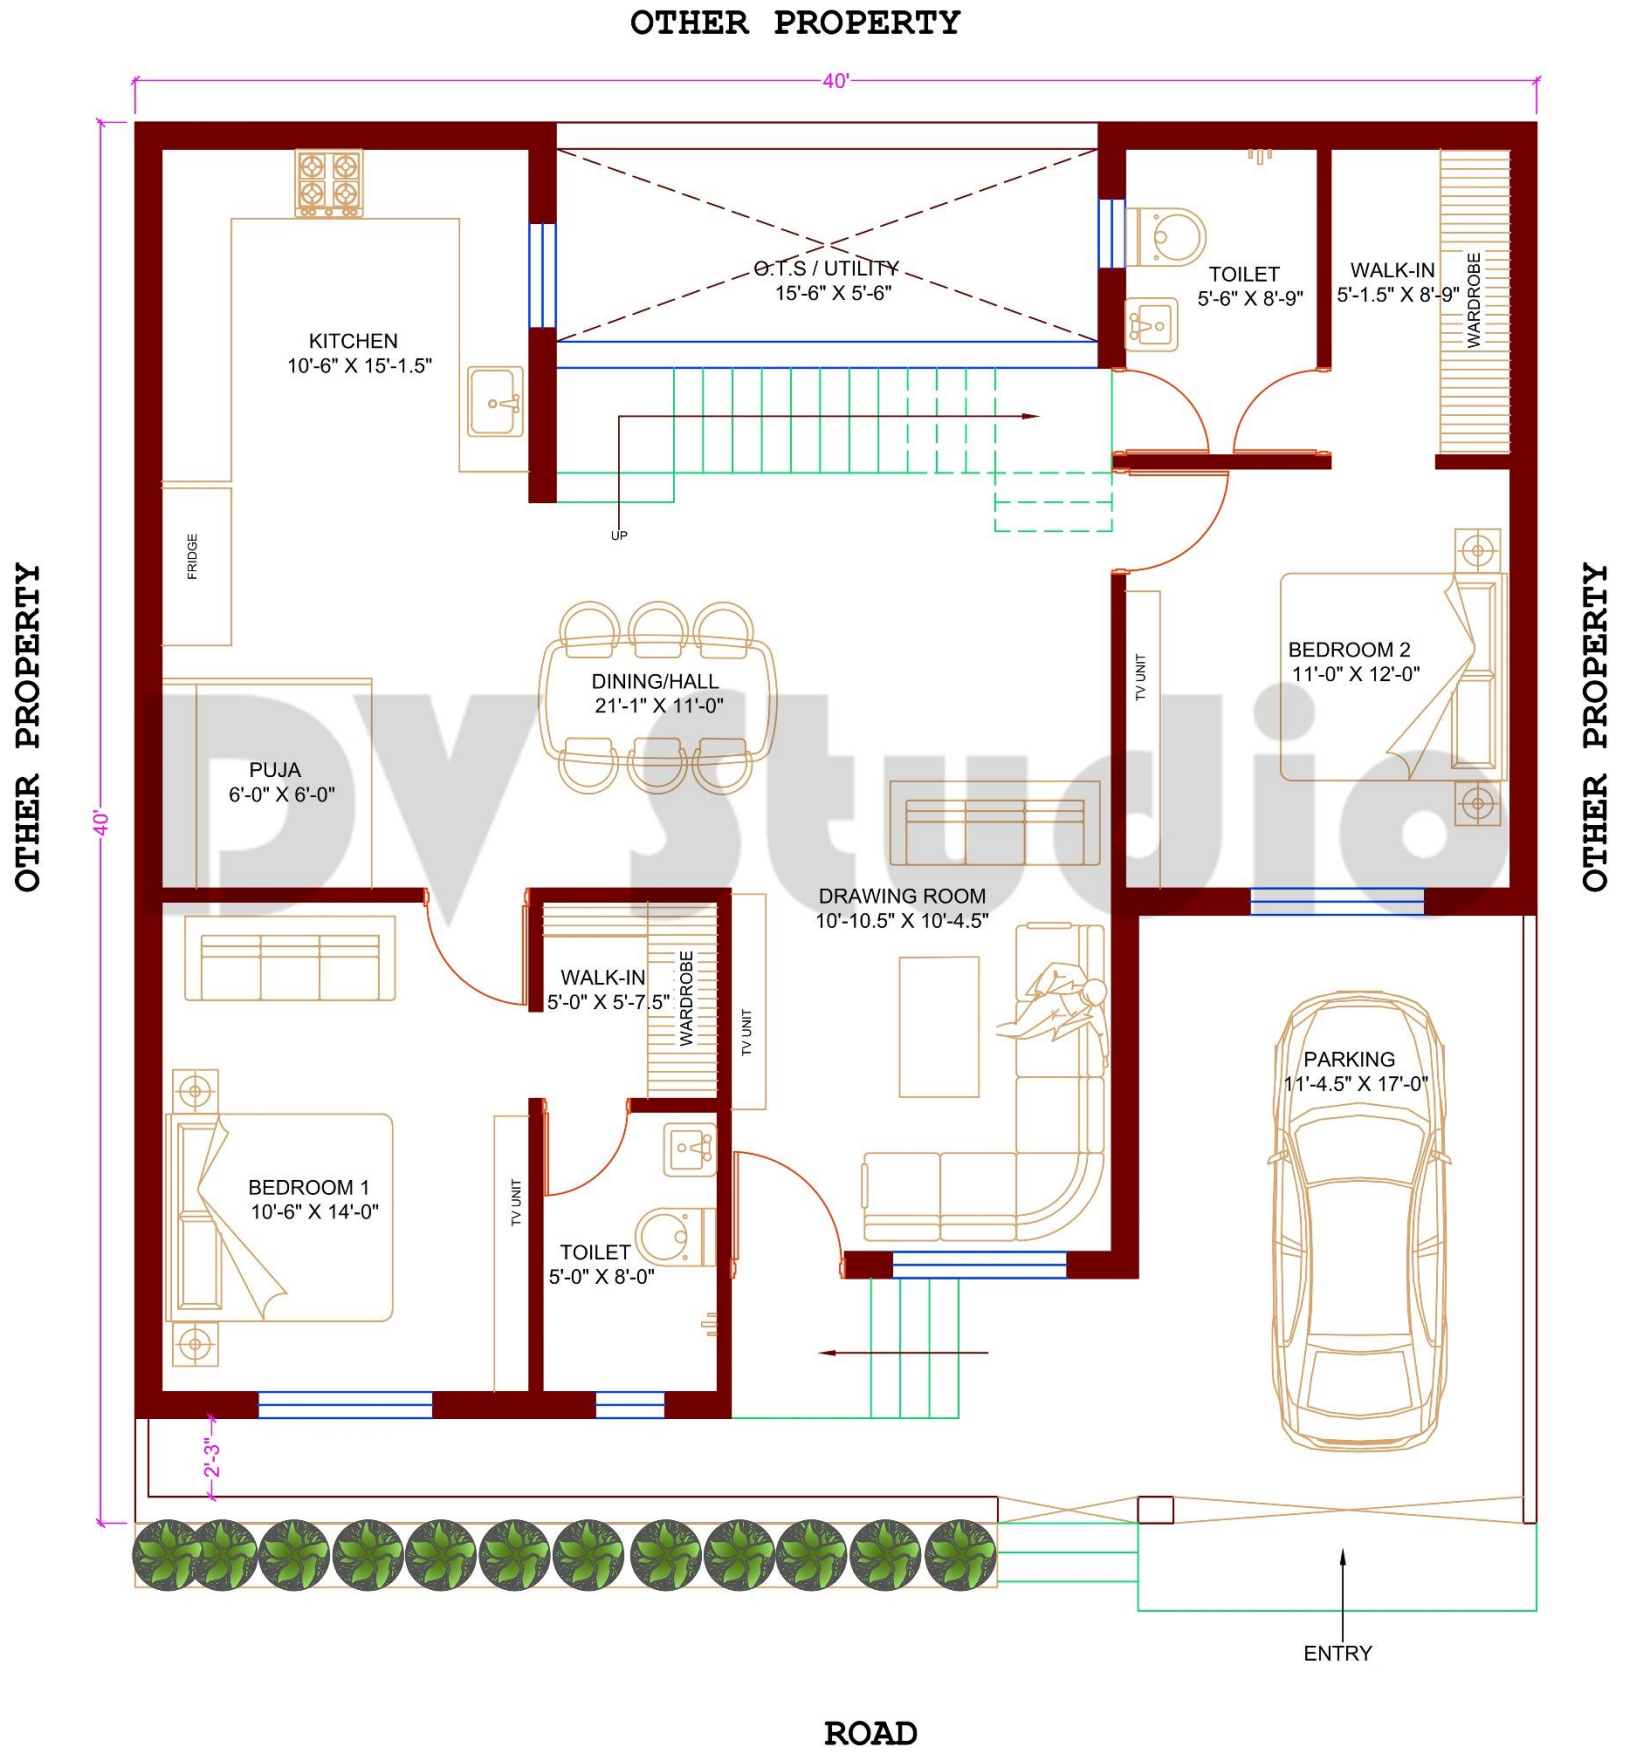 OTHER PROPERTY
40'
O.T.S / UTILITY
15'-6" X 5'-6"
TOILET
5'-6" X 8'-9"
WALK-IN
5'-1.5" X 8'-9"
WARDROBE
KITCHEN
10'-6" X 15'-1.5"
UP
FRIDGE
OTHER PROPERTY
OTHER PROPERTY
BEDROOM 2
11'-0" X 12'-0"
TV UNIT
DINING/HALL
21'-1" X 11'-0"
DV Studio
PUJA
6'-0" X 6'-0"
40'
DRAWING ROOM
10'-10.5" X 10'-4.5"
WALK-IN
5'-0" X 5'-7.5"
WARDROBE
TV UNIT
PARKING
11'-4.5" X 17'-0"
BEDROOM 1
10'-6" X 14'-0"
TV UNIT
TOILET
5'-0" X 8'-0"
2'-3"
ENTRY
ROAD